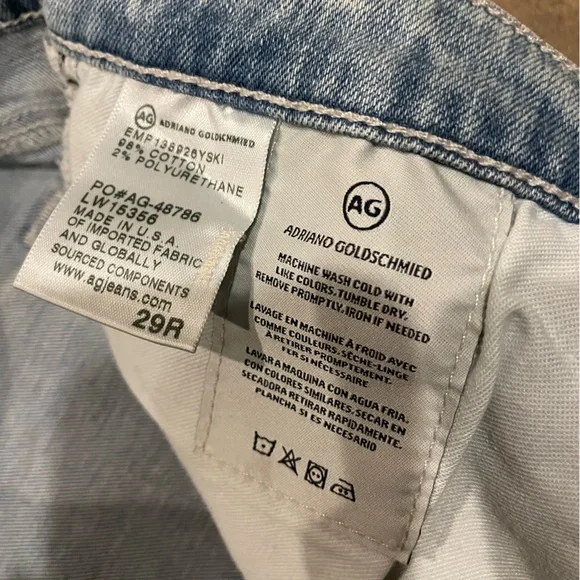 AG ADRIANO GOLDSCHMIED
EMP138928YSKI
98% COTTON
2% POLYURETHANE
PO#AG-48786
LW15356
MADE IN U.S.A.
OF IMPORTED FABRIC
AND GLOBALLY
SOURCED COMPONENTS
www.agjeans.com
29R
AG
ADRIANO GOLDSCHMIED
MACHINE WASH COLD WITH
LIKE COLORS. TUMBLE DRY.
REMOVE PROMPTLY. IRON IF NEEDED
LAVAGE EN MACHINE À FROID AVEC
COMME COULEURS. SÈCHE-LINGE
À RETIRER PROMPTEMENT.
FER SI NÉCESSAIRE
LAVAR A MAQUINA CON AGUA FRIA.
CON COLORES SIMILARES. SECAR EN
SECADORA RETIRAR RAPIDAMENTE.
PLANCHA SI ES NECESARIO